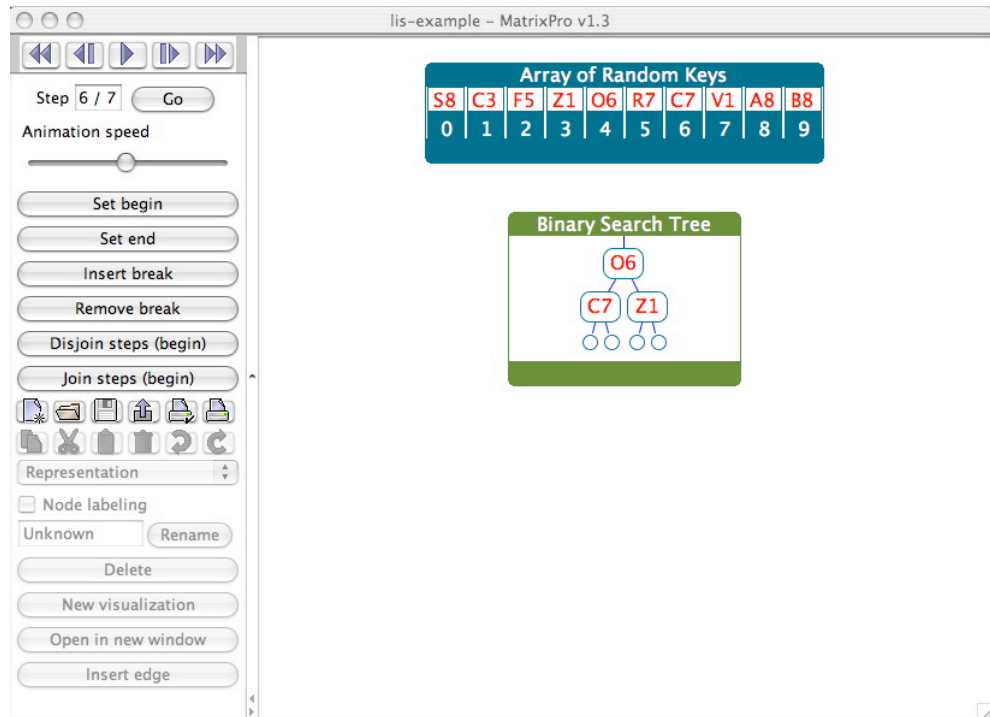 lis-example – MatrixPro v1.3
Step 6 / 7 Go
Animation speed
Set begin
Set end
Insert break
Remove break
Disjoin steps (begin)
Join steps (begin)
Representation
Node labeling
Unknown Rename
Delete
New visualization
Open in new window
Insert edge
Array of Random Keys
S8 C3 F5 Z1 O6 R7 C7 V1 A8 B8
0 1 2 3 4 5 6 7 8 9
Binary Search Tree
O6
C7 Z1